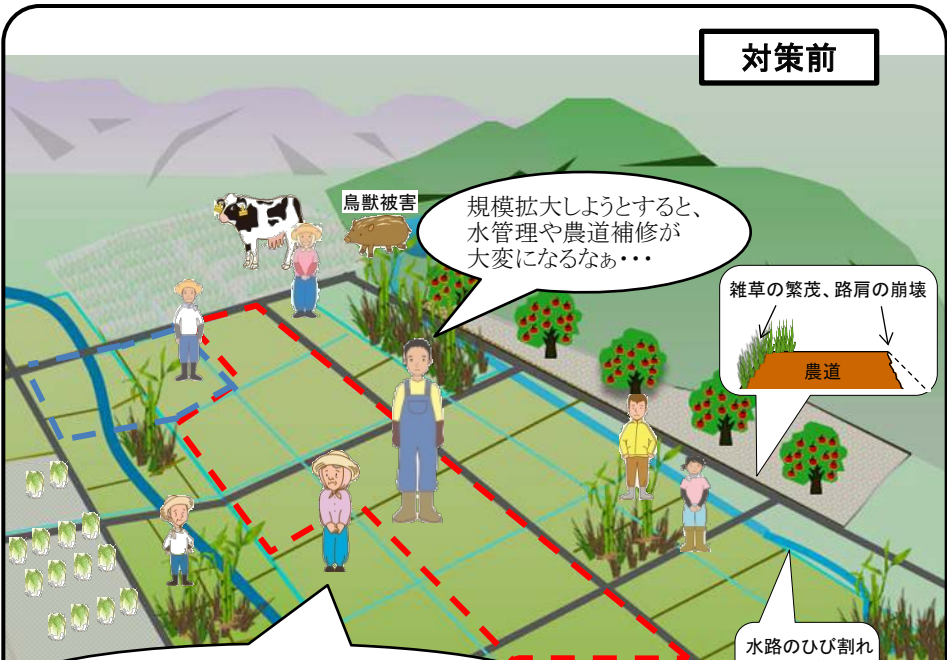 対策前
鳥獣被害
規模拡大しようとすると、
水管理や農道補修が
大変になるなぁ・・・
雑草の繁茂、路肩の崩壊
農道
水路のひび割れ